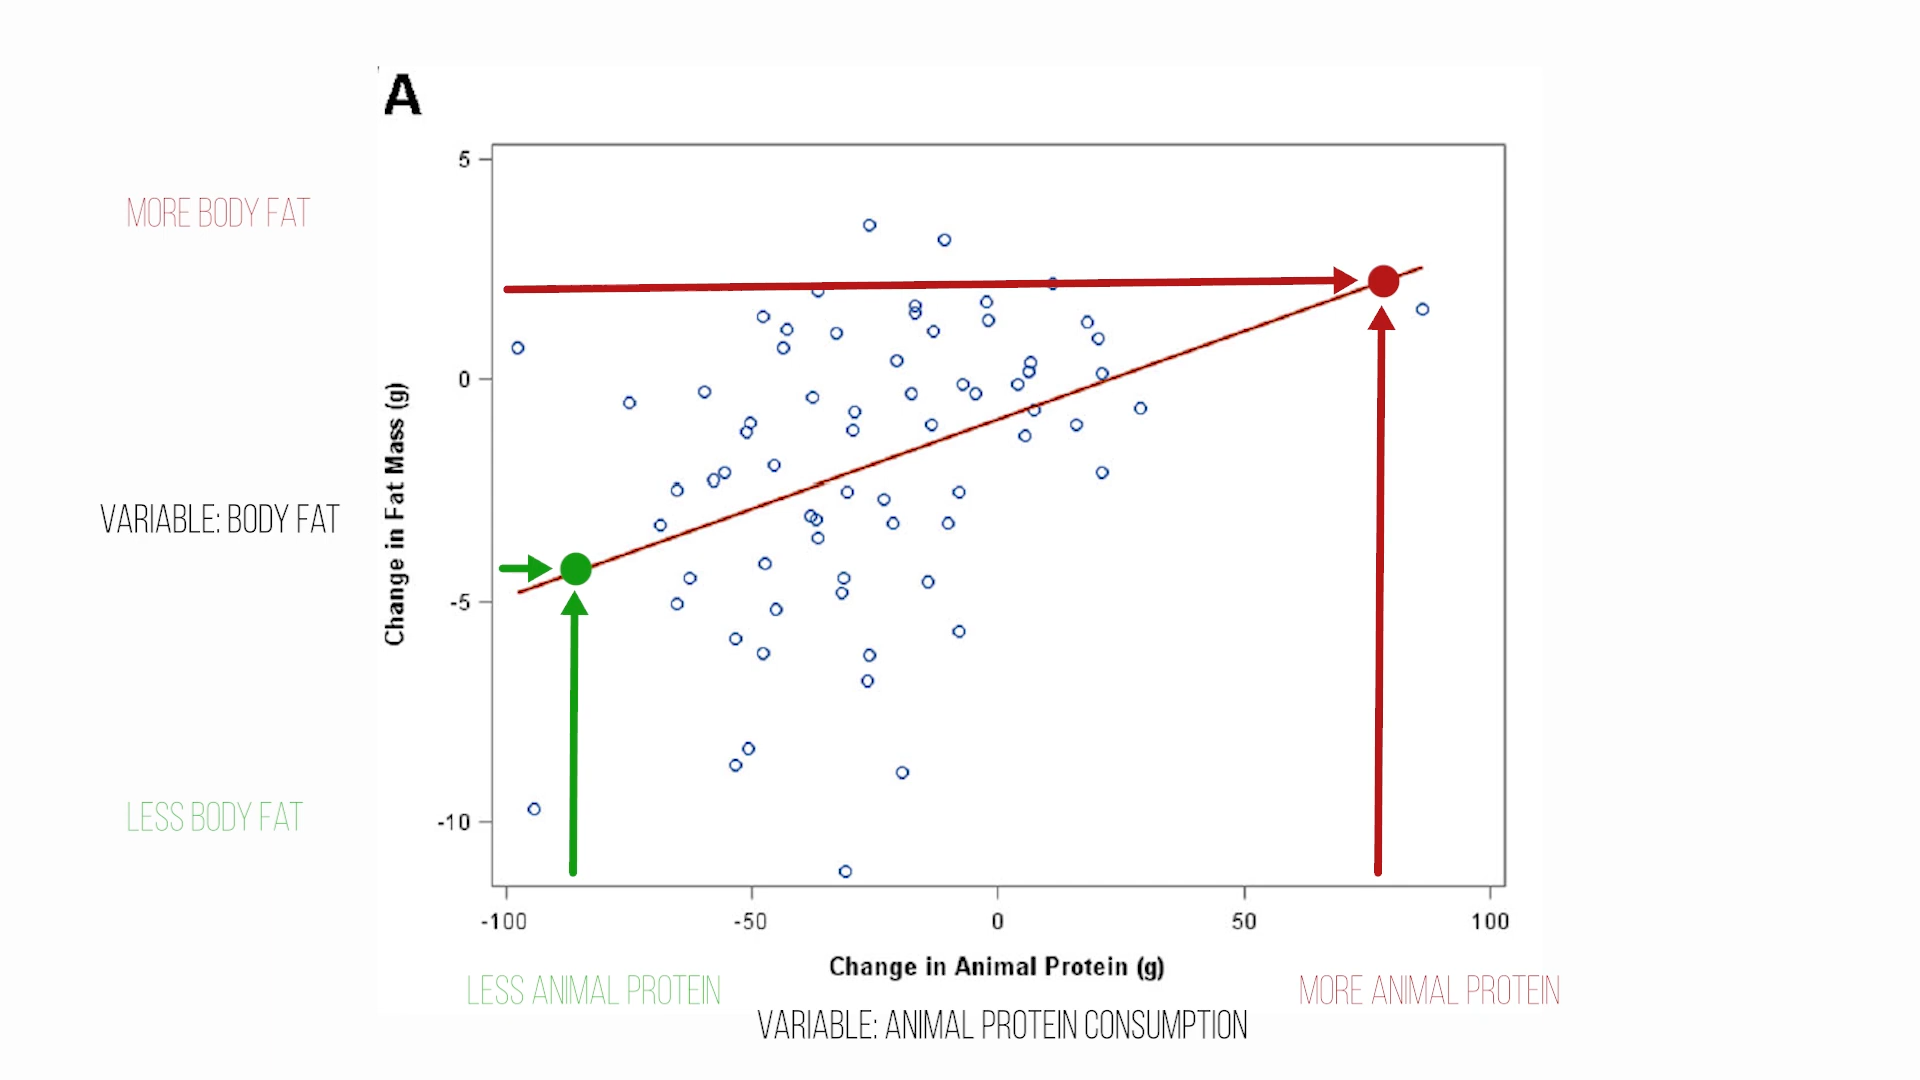 A
5
MORE BODY FAT
0
Change in Fat Mass (g)
VARIABLE: BODY FAT
-5
LESS BODY FAT
-10
-100 -50 0 50 100
Change in Animal Protein (g)
LESS ANIMAL PROTEIN MORE ANIMAL PROTEIN
VARIABLE: ANIMAL PROTEIN CONSUMPTION